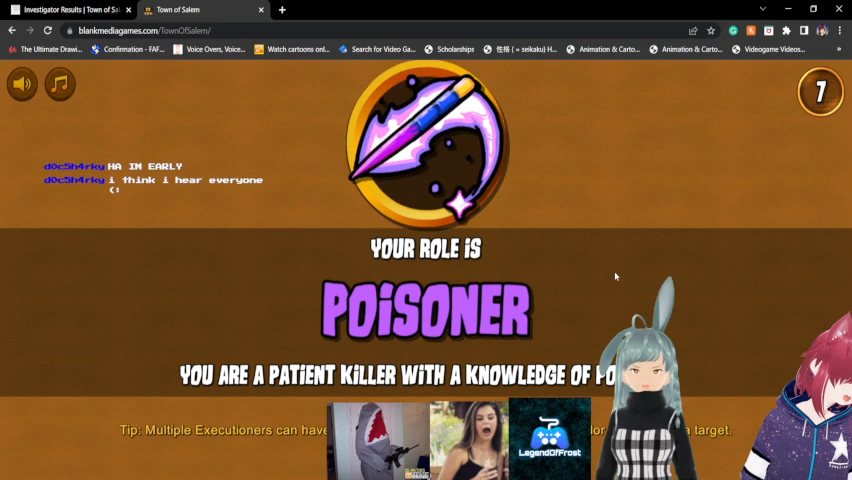 Investigator Results | Town of Sal
Town of Salem
blankmediagames.com/TownOfSalem/
The Ultimate Drawi...
Confirmation - FAF...
Voice Overs, Voice...
Watch cartoons onl...
Search for Video Ga...
Scholarships
性格 ( = seikaku) H...
Animation & Carto...
Animation & Carto...
Videogame Videos...
7
d0c5h4rky HA IM EARLY
d0c5h4rky i think i hear everyone
(:
YOUR ROLE IS
POISONER
YOU ARE A PATIENT KILLER WITH A KNOWLEDGE OF
Tip: Multiple Executioners can have
target.
LegendOfFrost